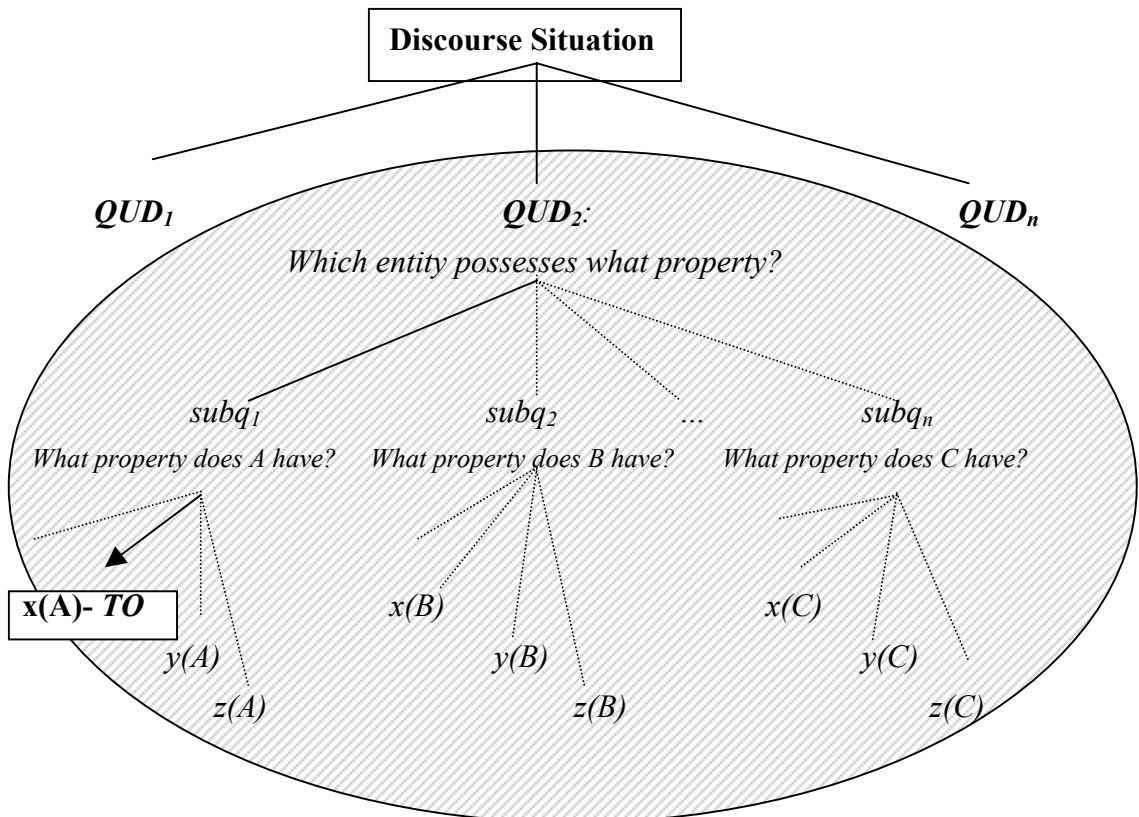 Discourse Situation
QUD₁ QUD₂: QUDₙ
Which entity possesses what property?
subq₁ subq₂ ... subqₙ
What property does A have? What property does B have? What property does C have?
x(A)- TO x(B) x(C)
y(A) y(B) y(C)
z(A) z(B) z(C)